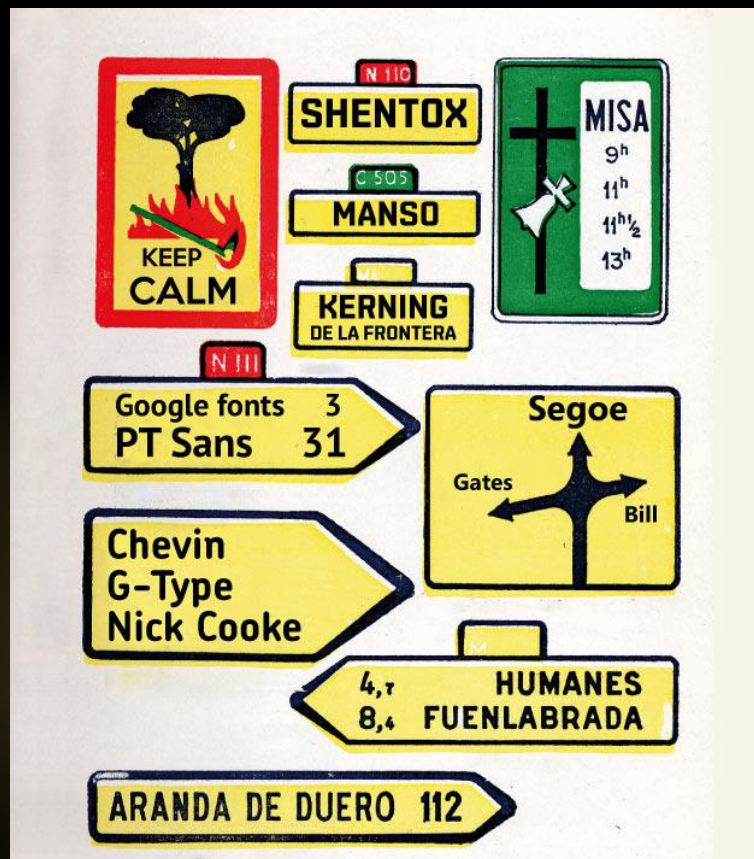 KEEP
CALM
N 110
SHENTOX
C 505
MANSO
KERNING
DE LA FRONTERA
MISA
9h
11h
11h½
13h
N III
Google fonts 3
PT Sans 31
Segoe
Gates
Bill
Chevin
G-Type
Nick Cooke
M
4,7 HUMANES
8,4 FUENLABRADA
ARANDA DE DUERO 112